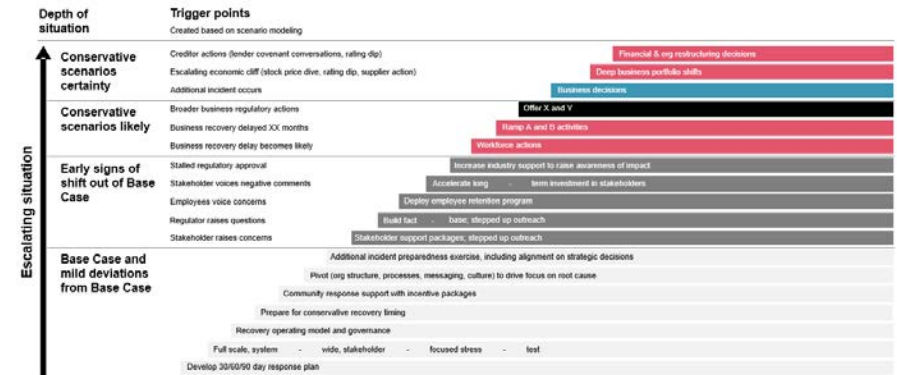 Depth of situation
Trigger points
Created based on scenario modeling
Escalating situation
Conservative scenarios certainty
Creditor actions (lender covenant conversations, rating dip)
Financial & erg restructuring decisions
Escalating economic cliff (stock price dive, rating dip, supplier action)
Deep business portfolio shifts
Additional incident occurs
Business decisions
Conservative scenarios likely
Broader business regulatory actions
Offer X and Y
Business recovery delayed XX months
Ramp A and B activities
Business recovery delay becomes likely
Workforce actions
Early signs of shift out of Base Case
Stalled regulatory approval
Increase industry support to raise awareness of impact
Stakeholder voices negative comments
Accelerate long - term investment in stakeholders
Employees voice concerns
Deploy employee retention program
Regulator raises questions
Build fact - base; stepped up outreach
Stakeholder raises concerns
Stakeholder support packages; stepped up outreach
Base Case and mild deviations from Base Case
Additional incident preparedness exercise, including alignment on strategic decisions
Pivot (org structure, processes, messaging, culture) to drive focus on root cause
Community response support with incentive packages
Prepare for conservative recovery timing
Recovery operating model and governance
Full scale, system - wide, stakeholder - focused stress - test
Develop 30/60/90 day response plan